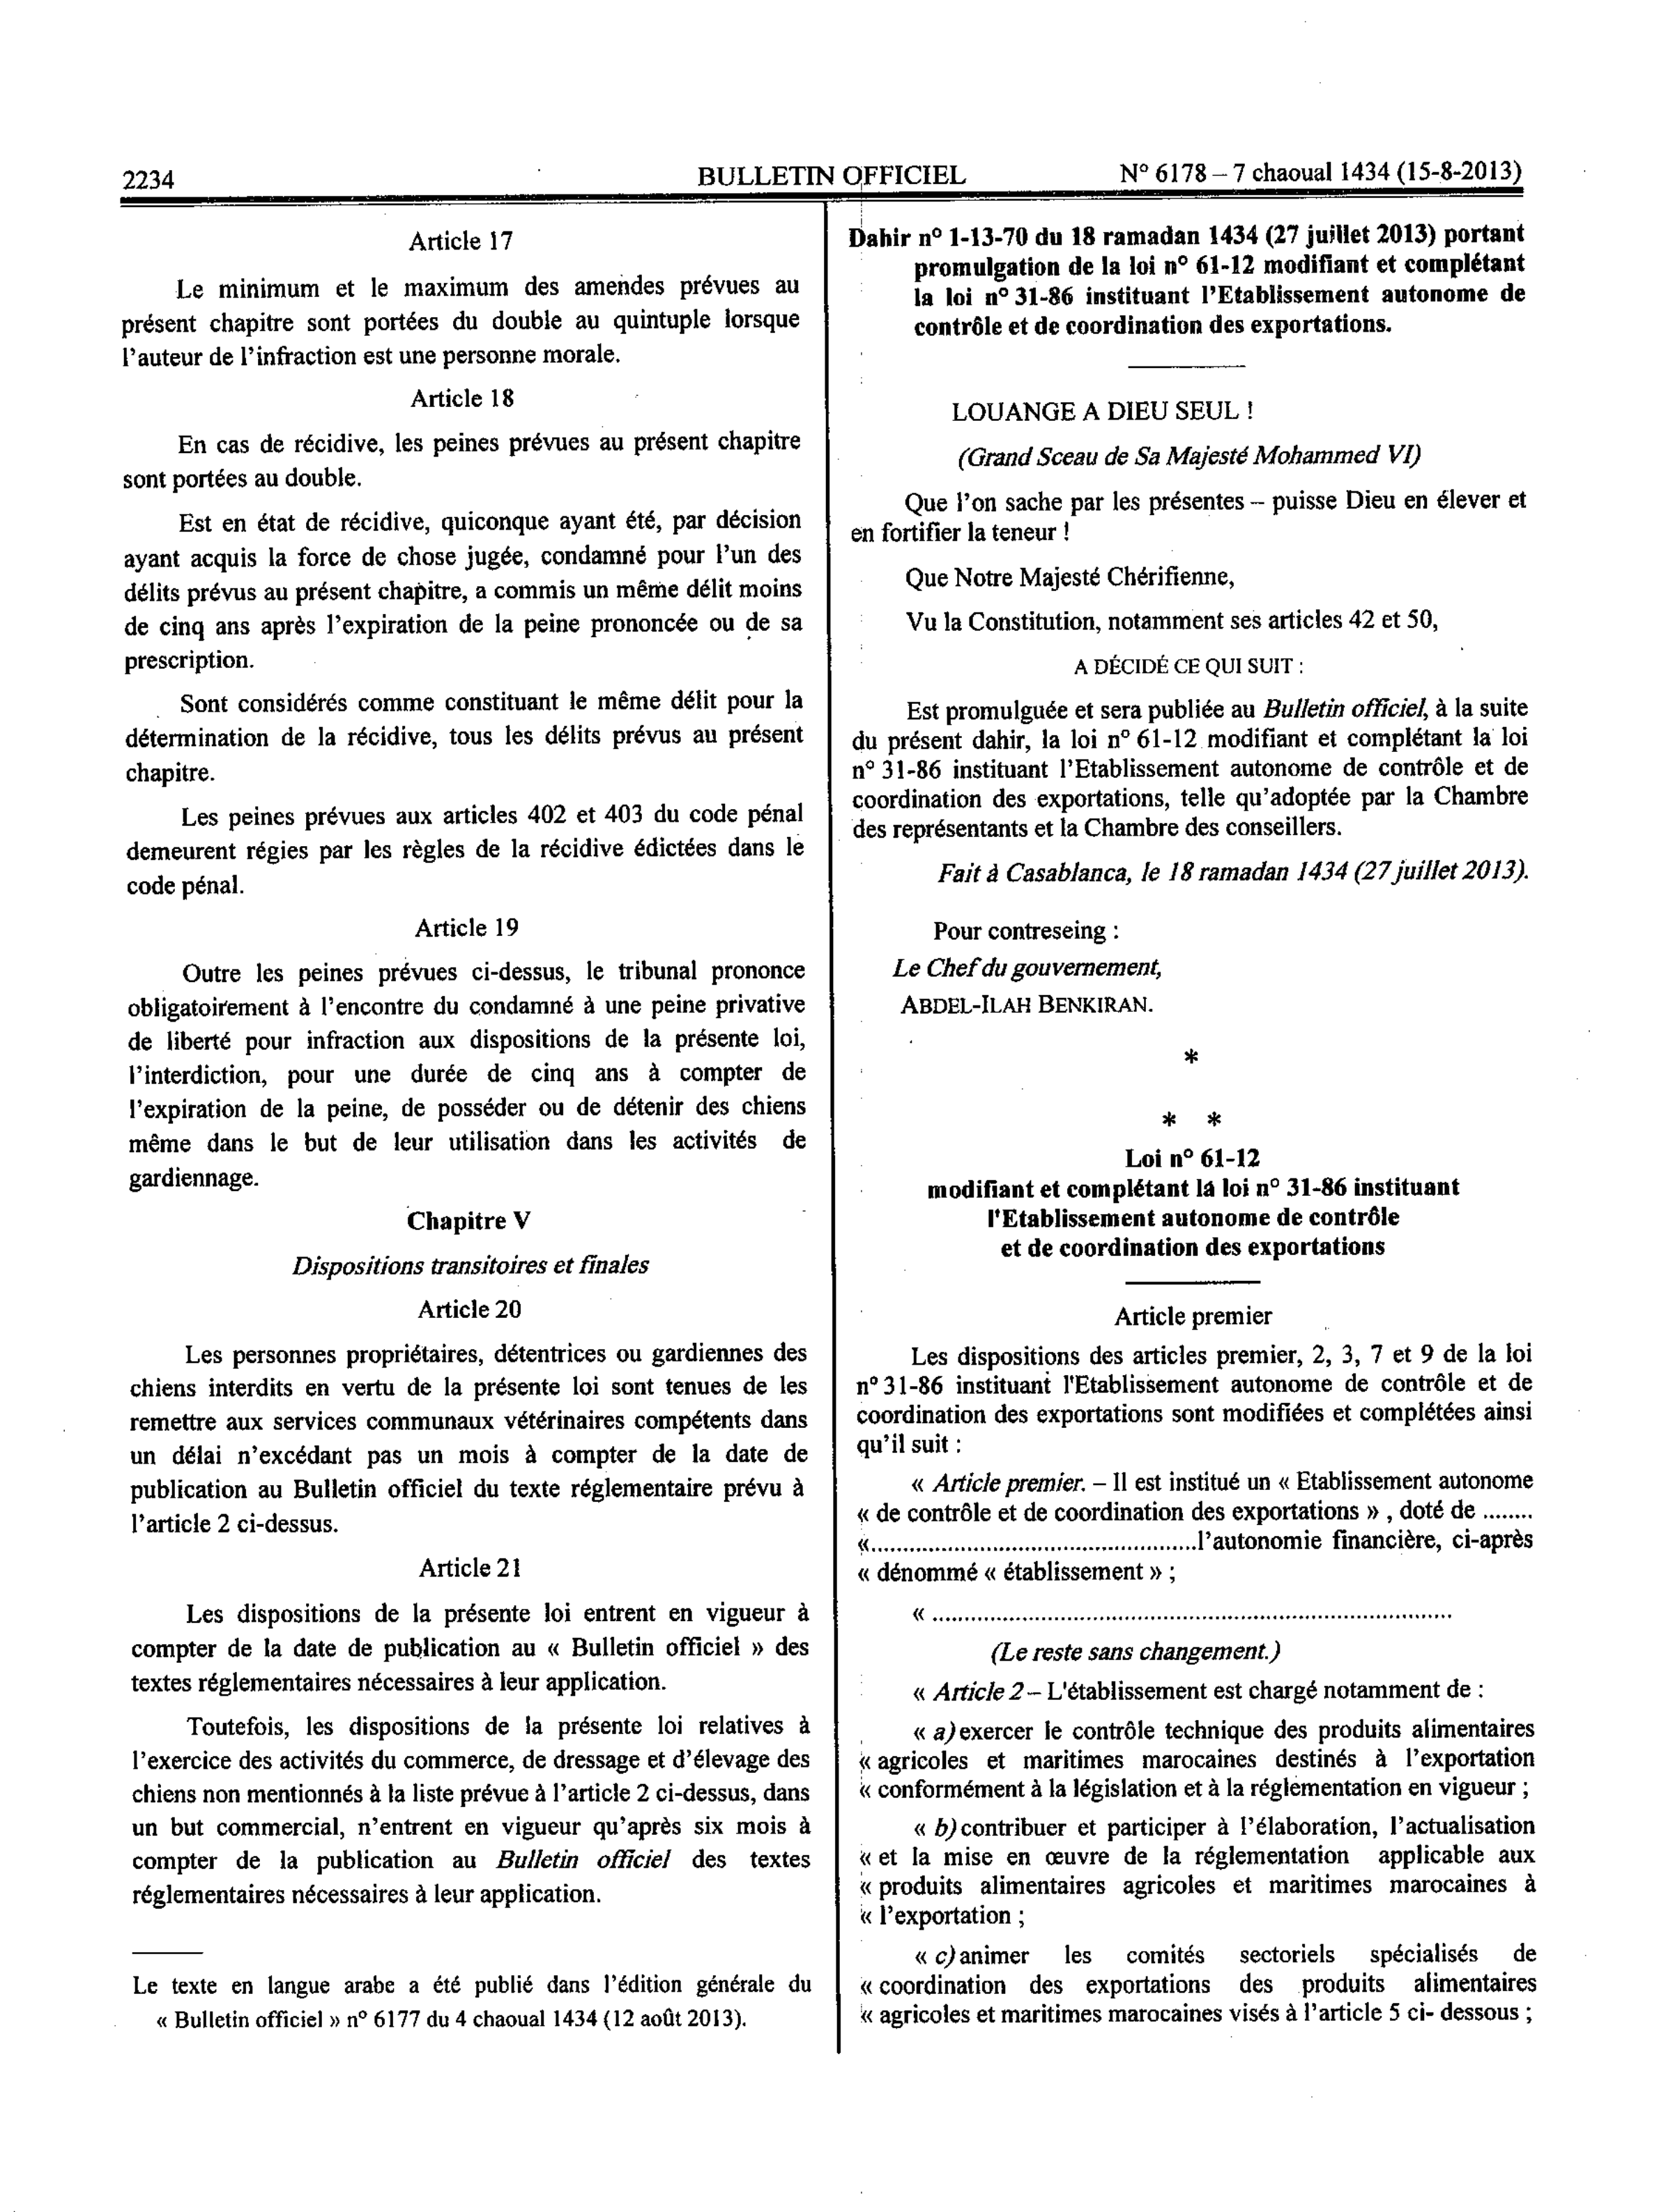 2234
BULLETIN OFFICIEL
N° 6178 – 7 chaoual 1434 (15-8-2013)
Article 17
Le minimum et le maximum des amendes prévues au
présent chapitre sont portées du double au quintuple lorsque
l'auteur de l'infraction est une personne morale.
Article 18
En cas de récidive, les peines prévues au présent chapitre
sont portées au double.
Est en état de récidive, quiconque ayant été, par décision
ayant acquis la force de chose jugée, condamné pour l'un des
délits prévus au présent chapitre, a commis un même délit moins
de cinq ans après l'expiration de la peine prononcée ou de sa
prescription.
Sont considérés comme constituant le même délit pour la
détermination de la récidive, tous les délits prévus au présent
chapitre.
Les peines prévues aux articles 402 et 403 du code pénal
demeurent régies par les règles de la récidive édictées dans le
code pénal.
Article 19
Outre les peines prévues ci-dessus, le tribunal prononce
obligatoirement à l'encontre du condamné à une peine privative
de liberté pour infraction aux dispositions de la présente loi,
l'interdiction, pour une durée de cinq ans à compter de
l'expiration de la peine, de posséder ou de détenir des chiens
même dans le but de leur utilisation dans les activités de
gardiennage.
Chapitre V
Dispositions transitoires et finales
Article 20
Les personnes propriétaires, détentrices ou gardiennes des
chiens interdits en vertu de la présente loi sont tenues de les
remettre aux services communaux vétérinaires compétents dans
un délai n'excédant pas un mois à compter de la date de
publication au Bulletin officiel du texte réglementaire prévu à
l'article 2 ci-dessus.
Article 21
Les dispositions de la présente loi entrent en vigueur à
compter de la date de publication au « Bulletin officiel » des
textes réglementaires nécessaires à leur application.
Toutefois, les dispositions de la présente loi relatives à
l'exercice des activités du commerce, de dressage et d'élevage des
chiens non mentionnés à la liste prévue à l'article 2 ci-dessus, dans
un but commercial, n'entrent en vigueur qu'après six mois à
compter de la publication au Bulletin officiel des textes
réglementaires nécessaires à leur application.
Le texte en langue arabe a été publié dans l'édition générale du
« Bulletin officiel » n° 6177 du 4 chaoual 1434 (12 août 2013).
Dahir n° 1-13-70 du 18 ramadan 1434 (27 juillet 2013) portant
promulgation de la loi n° 61-12 modifiant et complétant
la loi n° 31-86 instituant l'Etablissement autonome de
contrôle et de coordination des exportations.
LOUANGE A DIEU SEUL !
(Grand Sceau de Sa Majesté Mohammed VI)
Que l'on sache par les présentes – puisse Dieu en élever et
en fortifier la teneur !
Que Notre Majesté Chérifienne,
Vu la Constitution, notamment ses articles 42 et 50,
A DÉCIDÉ CE QUI SUIT :
Est promulguée et sera publiée au Bulletin officiel, à la suite
du présent dahir, la loi n° 61-12 modifiant et complétant la loi
n° 31-86 instituant l'Etablissement autonome de contrôle et de
coordination des exportations, telle qu'adoptée par la Chambre
des représentants et la Chambre des conseillers.
Fait à Casablanca, le 18 ramadan 1434 (27 juillet 2013).
Pour contreseing :
Le Chef du gouvernement,
ABDEL-ILAH BENKIRAN.
*
* *
Loi n° 61-12
modifiant et complétant la loi n° 31-86 instituant
l'Etablissement autonome de contrôle
et de coordination des exportations
Article premier
Les dispositions des articles premier, 2, 3, 7 et 9 de la loi
n° 31-86 instituant l'Etablissement autonome de contrôle et de
coordination des exportations sont modifiées et complétées ainsi
qu'il suit :
« Article premier. – Il est institué un « Etablissement autonome
« de contrôle et de coordination des exportations » , doté de ........
«..................................................l'autonomie financière, ci-après
« dénommé « établissement » ;
« ................................................................................
(Le reste sans changement.)
« Article 2 – L'établissement est chargé notamment de :
« a) exercer le contrôle technique des produits alimentaires
« agricoles et maritimes marocaines destinés à l'exportation
« conformément à la législation et à la réglementation en vigueur ;
« b) contribuer et participer à l'élaboration, l'actualisation
« et la mise en œuvre de la réglementation applicable aux
« produits alimentaires agricoles et maritimes marocaines à
« l'exportation ;
« c) animer les comités sectoriels spécialisés de
« coordination des exportations des produits alimentaires
« agricoles et maritimes marocaines visés à l'article 5 ci- dessous ;